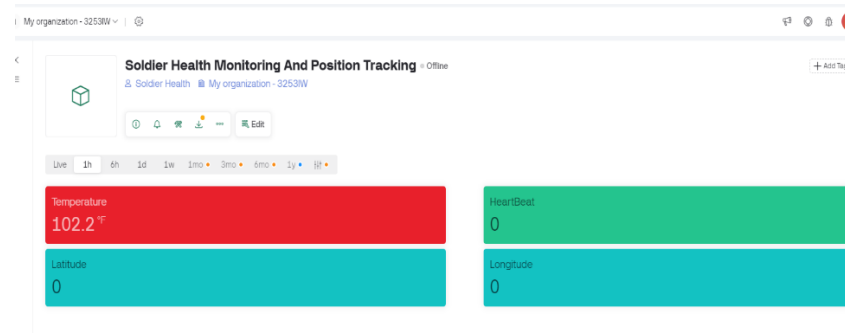 My organization - 3253IW
Soldier Health Monitoring And Position Tracking Offline
Soldier Health My organization - 3253IW
Edit
+ Add Tag
Live 1h 6h 1d 1w 1mo 3mo 6mo 1y
Temperature
102.2 °F
HeartBeat
0
Latitude
0
Longitude
0